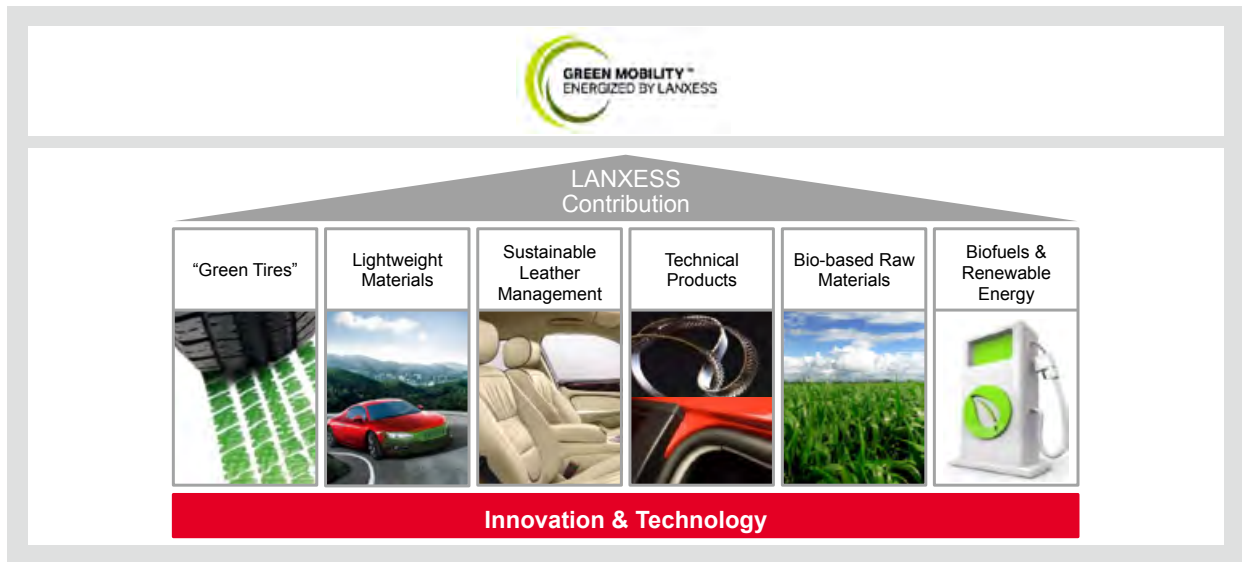 GREEN MOBILITY™
ENERGIZED BY LANXESS
LANXESS
Contribution
“Green Tires”
Lightweight
Materials
Sustainable
Leather
Management
Technical
Products
Bio-based Raw
Materials
Biofuels &
Renewable
Energy
Innovation & Technology